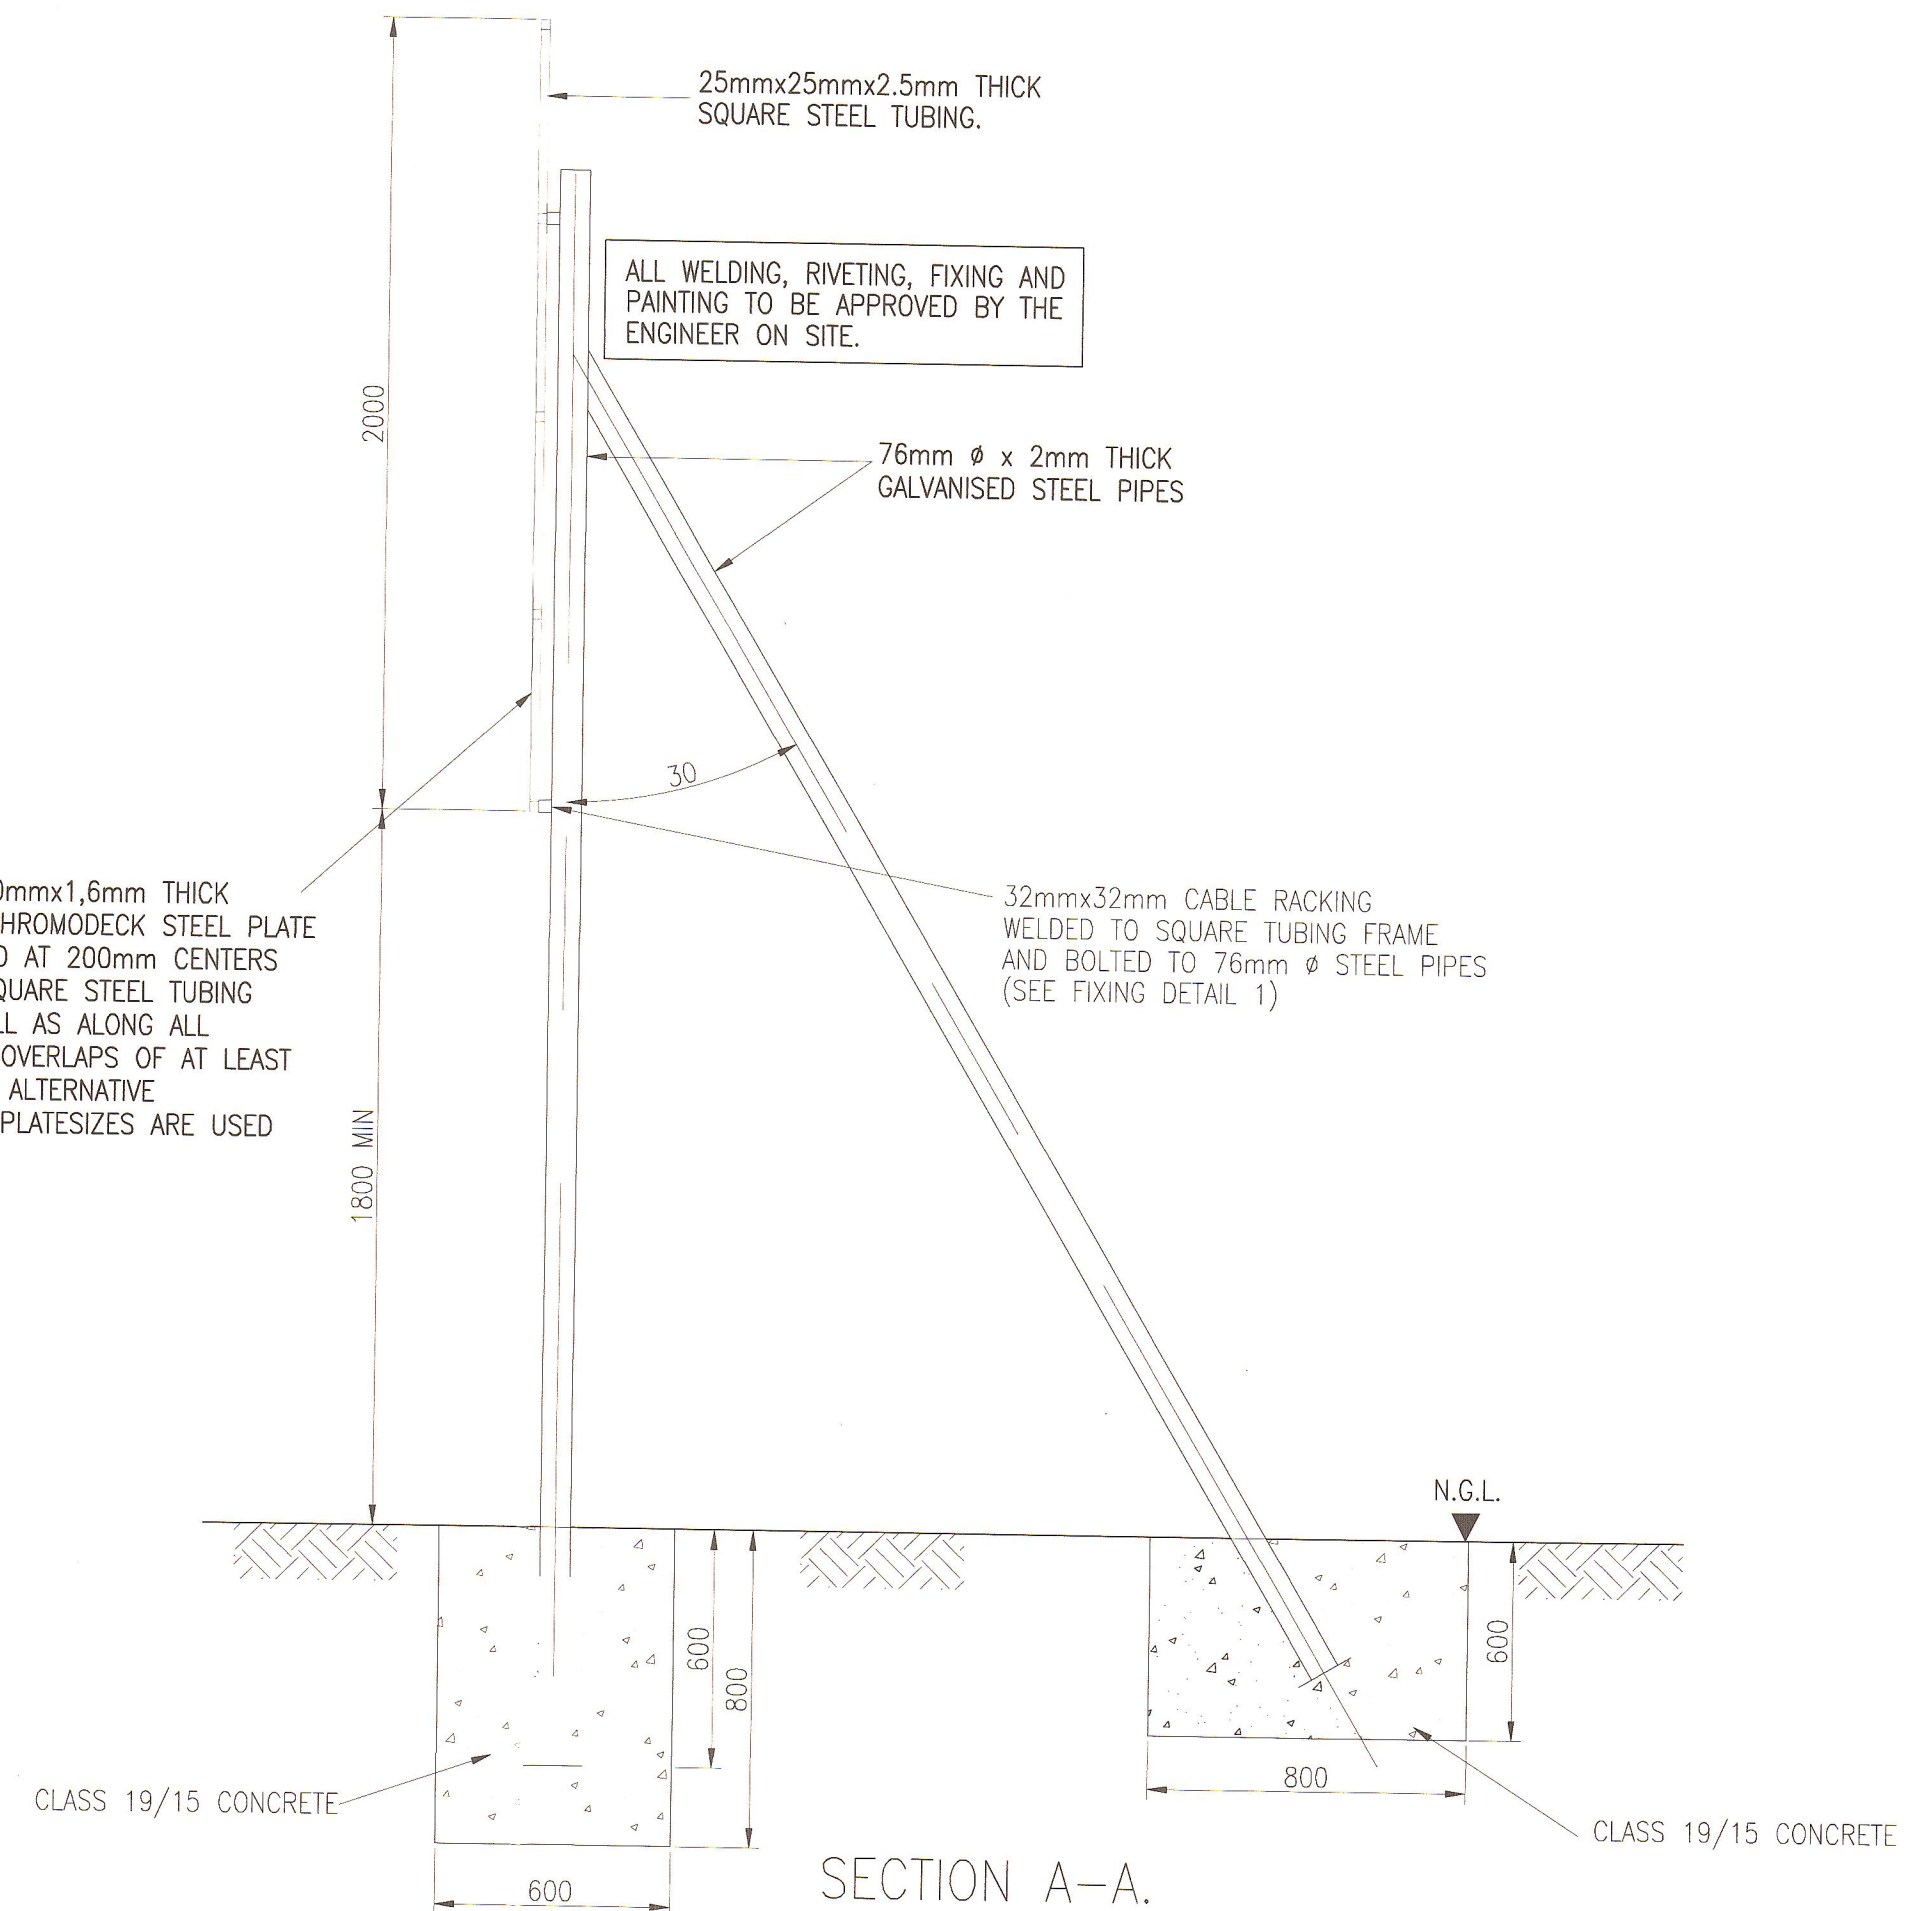 25mmx25mmx2.5mm THICK
SQUARE STEEL TUBING.
ALL WELDING, RIVETING, FIXING AND
PAINTING TO BE APPROVED BY THE
ENGINEER ON SITE.
2000
76mm ø x 2mm THICK
GALVANISED STEEL PIPES
30
0mmx1,6mm THICK
HROMODECK STEEL PLATE
D AT 200mm CENTERS
QUARE STEEL TUBING
LL AS ALONG ALL
OVERLAPS OF AT LEAST
ALTERNATIVE
PLATESIZES ARE USED
32mmx32mm CABLE RACKING
WELDED TO SQUARE TUBING FRAME
AND BOLTED TO 76mm ø STEEL PIPES
(SEE FIXING DETAIL 1)
1800 MIN
N.G.L.
600
800
600
800
CLASS 19/15 CONCRETE
CLASS 19/15 CONCRETE
600
SECTION A-A.